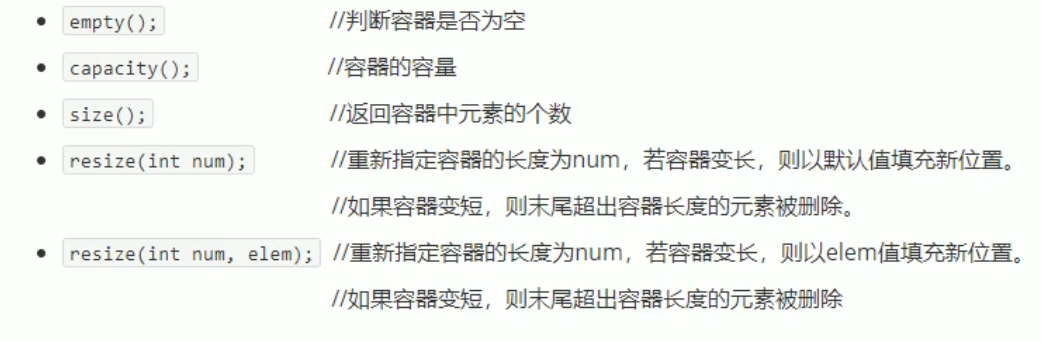 empty(); //判断容器是否为空
capacity(); //容器的容量
size(); //返回容器中元素的个数
resize(int num); //重新指定容器的长度为num，若容器变长，则以默认值填充新位置。
//如果容器变短，则末尾超出容器长度的元素被删除。
resize(int num, elem); //重新指定容器的长度为num，若容器变长，则以elem值填充新位置。
//如果容器变短，则末尾超出容器长度的元素被删除